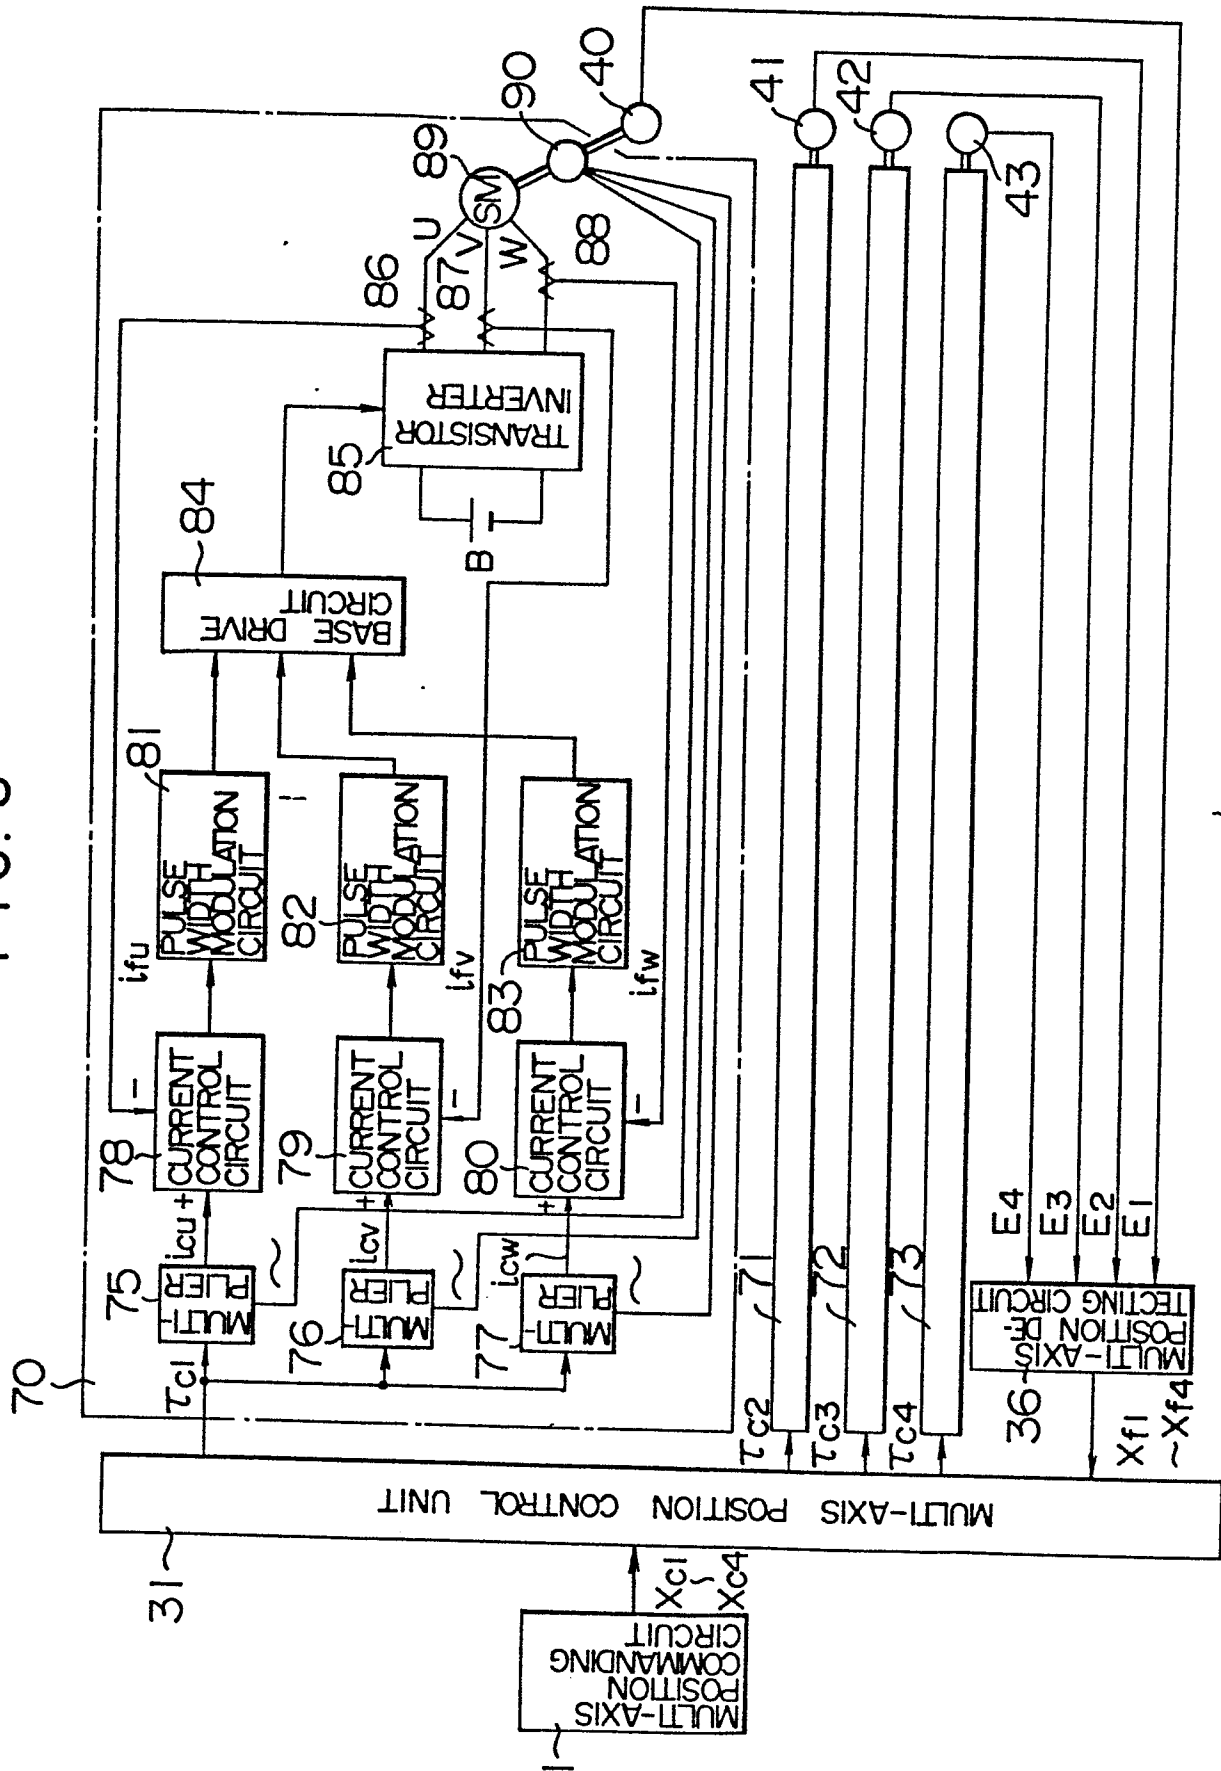 70
31
1
MULTI-AXIS
POSITION
COMMANDING
CIRCUIT
Xc1
~Xc4
MULTI-AXIS POSITION CONTROL UNIT
τc1
75
MULTI-
PLIER
icu
+
78
CURRENT
CONTROL
CIRCUIT
-
ifu
81
PULSE
WIDTH
MODULATION
CIRCUIT
76
MULTI-
PLIER
icv
+
79
CURRENT
CONTROL
CIRCUIT
-
ifv
82
PULSE
WIDTH
MODULATION
CIRCUIT
77
MULTI-
PLIER
icw
+
80
CURRENT
CONTROL
CIRCUIT
-
ifw
83
PULSE
WIDTH
MODULATION
CIRCUIT
84
BASE DRIVE
CIRCUIT
85
TRANSISTOR
INVERTER
B
86
87
88
U
V
W
SM
89
90
40
τc2
71
41
τc3
72
42
τc4
73
43
36
MULTI-AXIS
POSITION DE-
TECTING CIRCUIT
E4
E3
E2
E1
Xf1
~Xf4